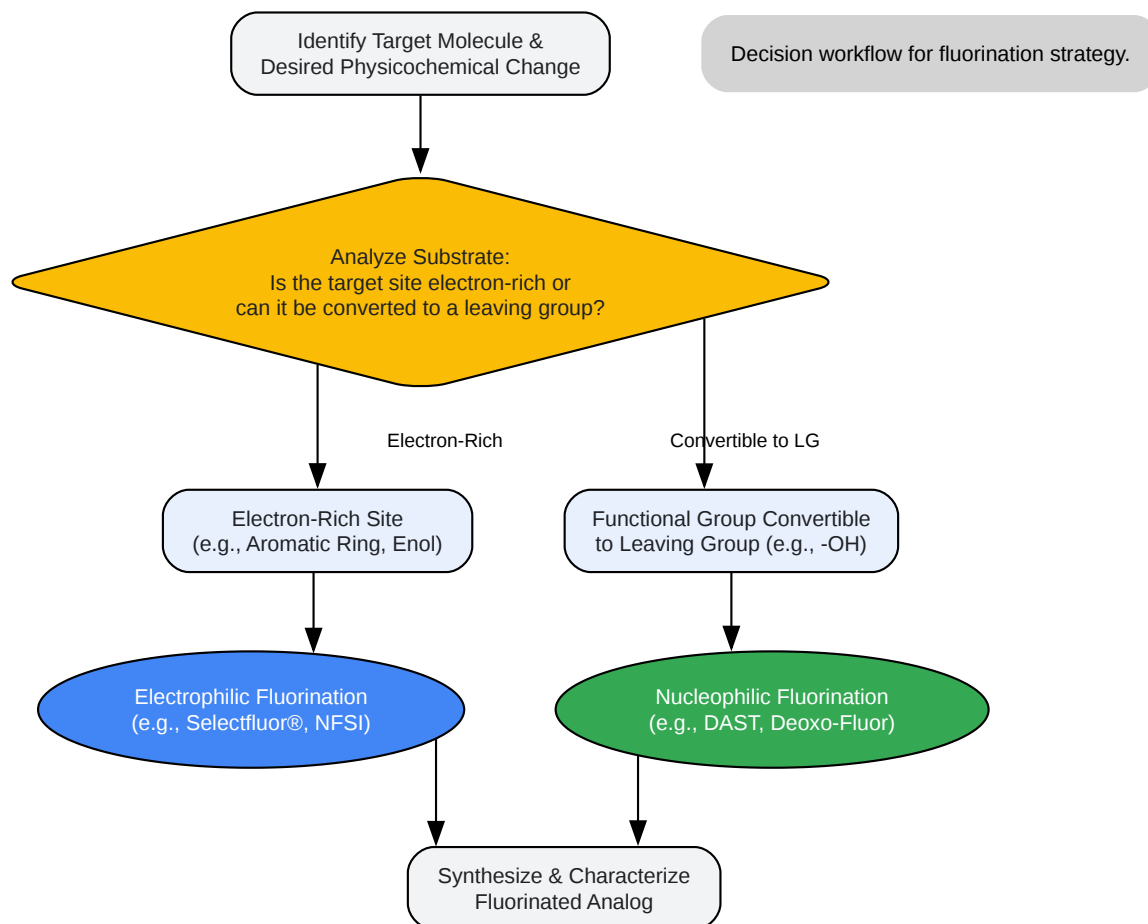 Identify Target Molecule &
Desired Physicochemical Change
Decision workflow for fluorination strategy.
Analyze Substrate:
Is the target site electron-rich or
can it be converted to a leaving group?
Electron-Rich
Convertible to LG
Electron-Rich Site
(e.g., Aromatic Ring, Enol)
Functional Group Convertible
to Leaving Group (e.g., -OH)
Electrophilic Fluorination
(e.g., Selectfluor®, NFSI)
Nucleophilic Fluorination
(e.g., DAST, Deoxo-Fluor)
Synthesize & Characterize
Fluorinated Analog